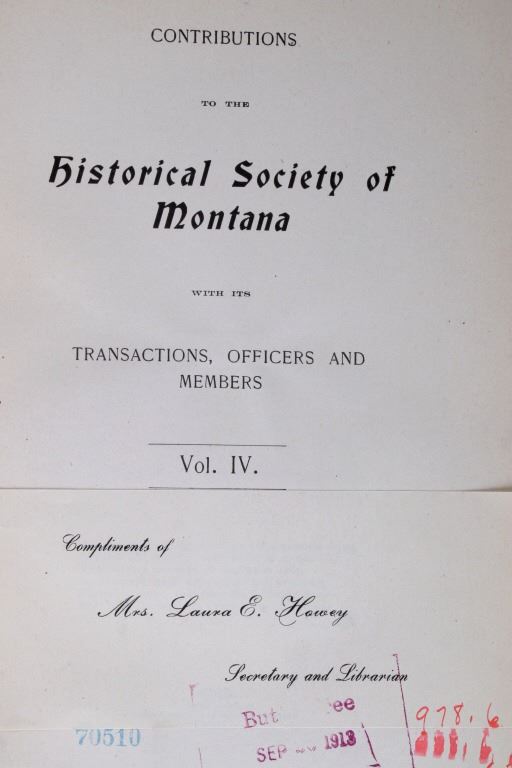 CONTRIBUTIONS
TO THE
Historical Society of
Montana
WITH ITS
TRANSACTIONS, OFFICERS AND
MEMBERS
Vol. IV.
Compliments of
Mrs. Laura E. Howey
Secretary and Librarian
70510
SEP 1913
978.6